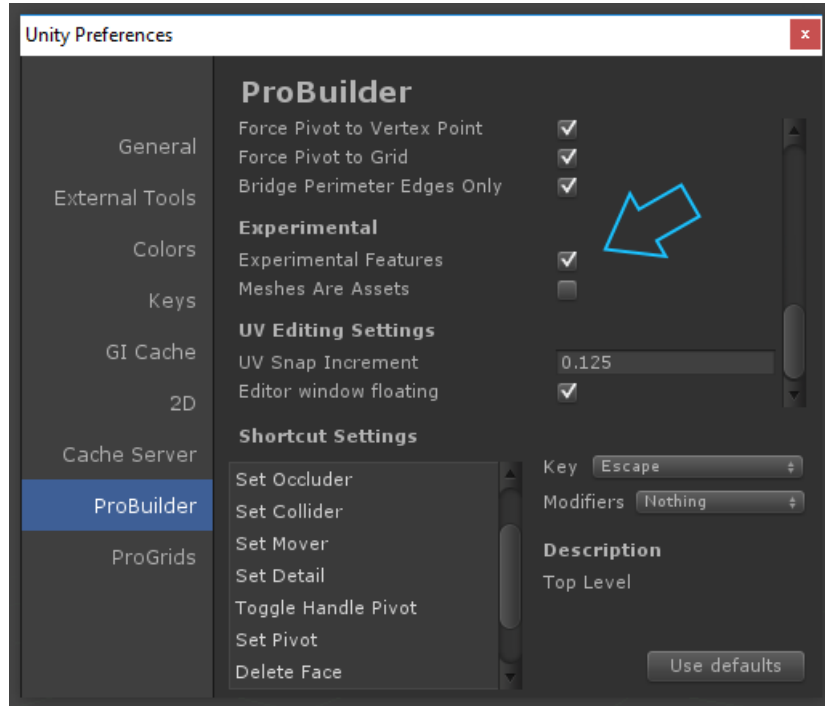 Unity Preferences
x
General
External Tools
Colors
Keys
GI Cache
2D
Cache Server
ProBuilder
ProGrids
ProBuilder
Force Pivot to Vertex Point
Force Pivot to Grid
Bridge Perimeter Edges Only
Experimental
Experimental Features
Meshes Are Assets
UV Editing Settings
UV Snap Increment 0.125
Editor window floating
Shortcut Settings
Set Occluder
Set Collider
Set Mover
Set Detail
Toggle Handle Pivot
Set Pivot
Delete Face
Key Escape
Modifiers Nothing
Description
Top Level
Use defaults